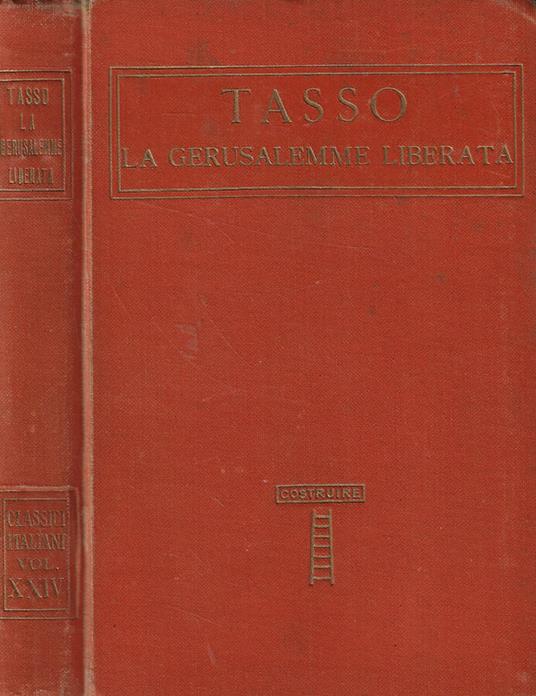 TASSO
LA
GERUSALEMME
LIBERATA
CLASSICI
ITALIANI
VOL.
XXIV
TASSO
LA GERUSALEMME LIBERATA
COSTRUIRE